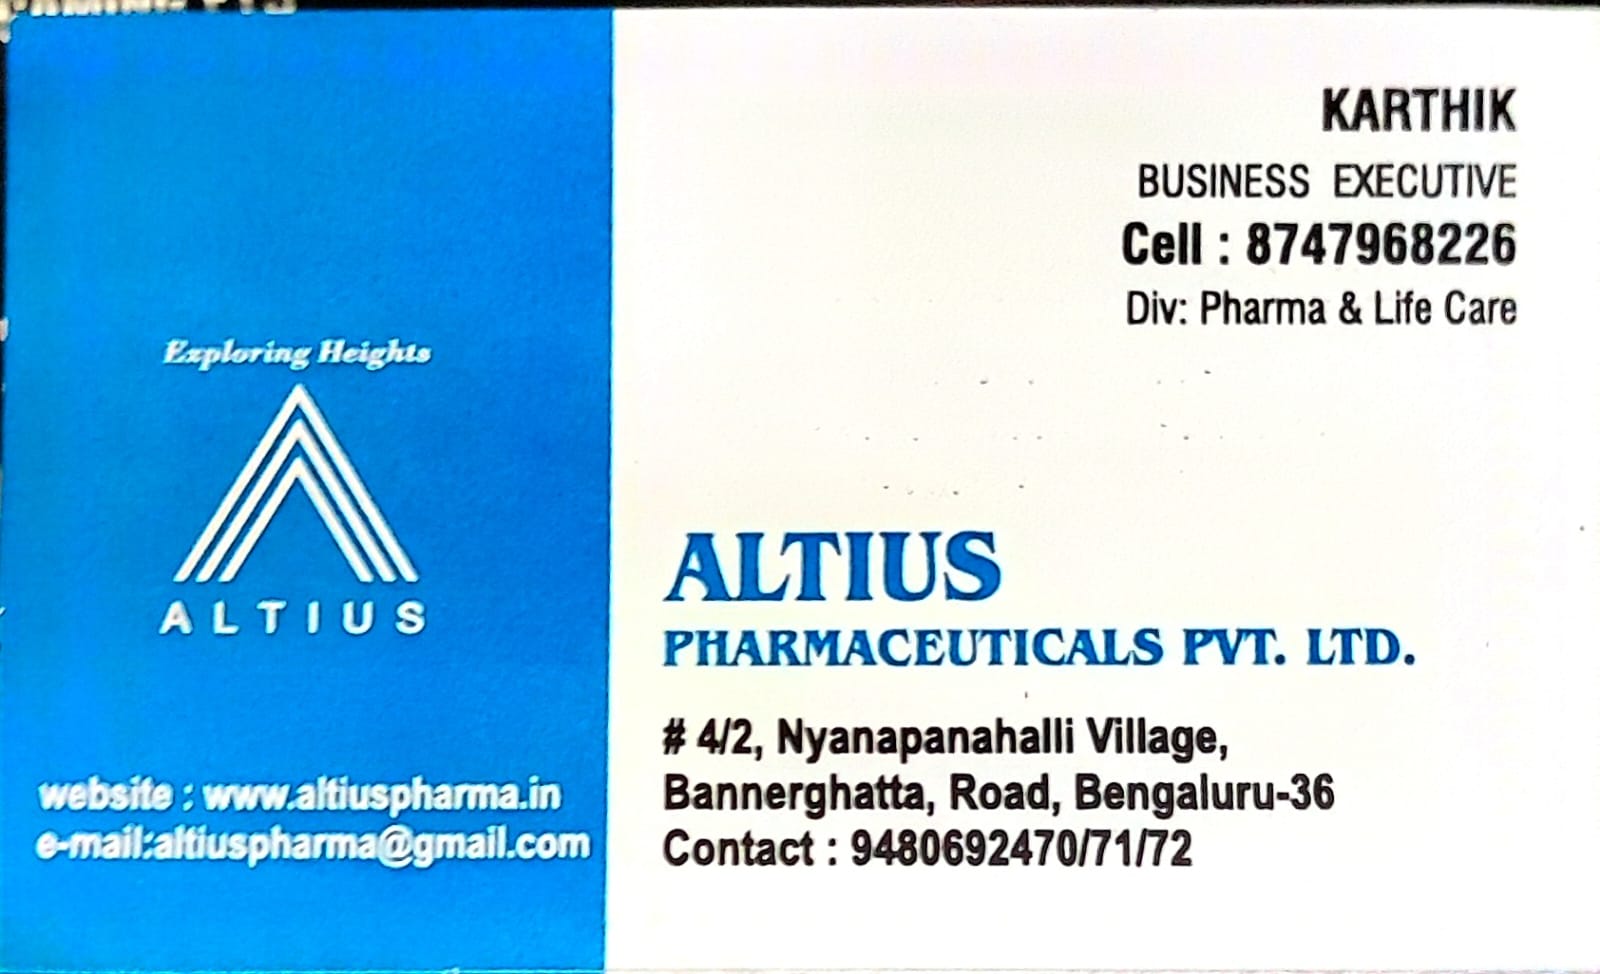 Exploring Heights
ALTIUS
website : www.altiuspharma.in
e-mail:altiuspharma@gmail.com
KARTHIK
BUSINESS EXECUTIVE
Cell : 8747968226
Div: Pharma & Life Care
ALTIUS
PHARMACEUTICALS PVT. LTD.
# 4/2, Nyanapanahalli Village,
Bannerghatta, Road, Bengaluru-36
Contact : 9480692470/71/72